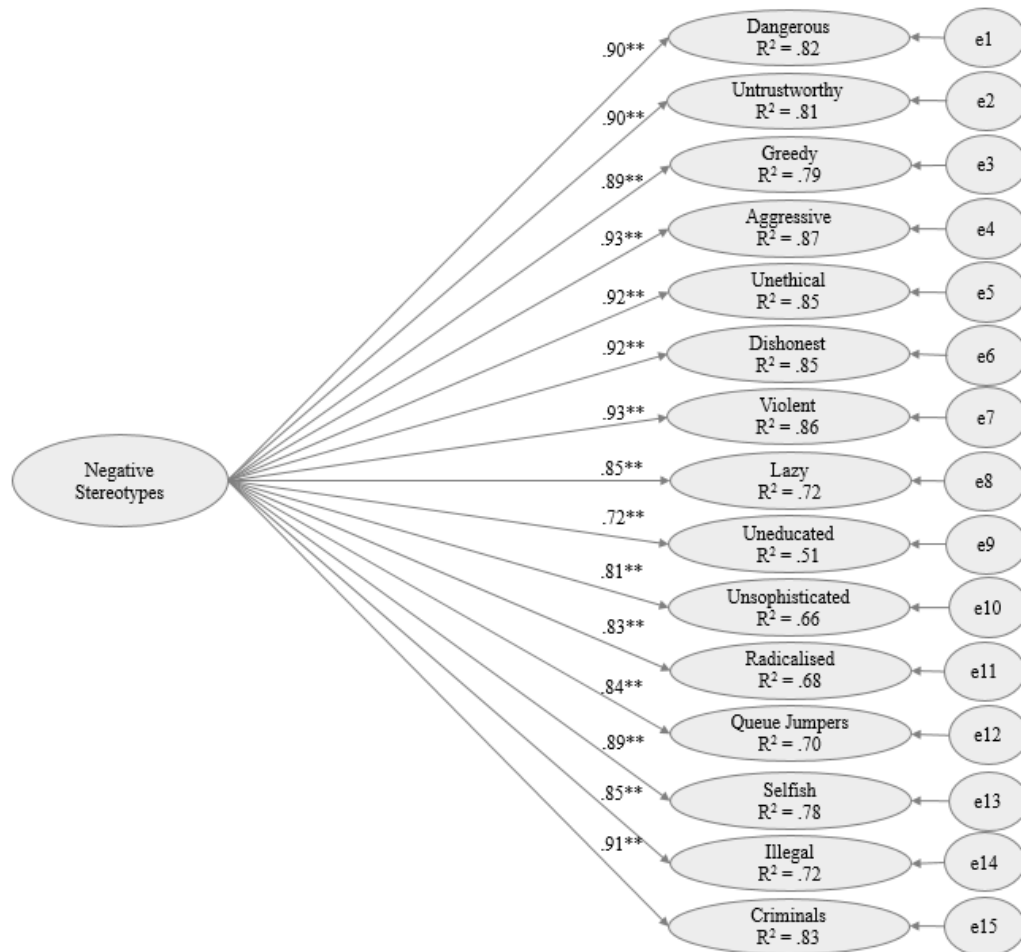 Dangerous
R² = .82
e1
.90**
Untrustworthy
R² = .81
e2
.90**
Greedy
R² = .79
e3
.89**
Aggressive
R² = .87
e4
.93**
Unethical
R² = .85
e5
.92**
Dishonest
R² = .85
e6
.92**
Violent
R² = .86
e7
.93**
Negative
Stereotypes
Lazy
R² = .72
e8
.85**
Uneducated
R² = .51
e9
.72**
Unsophisticated
R² = .66
e10
.81**
Radicalised
R² = .68
e11
.83**
Queue Jumpers
R² = .70
e12
.84**
Selfish
R² = .78
e13
.89**
Illegal
R² = .72
e14
.85**
Criminals
R² = .83
e15
.91**